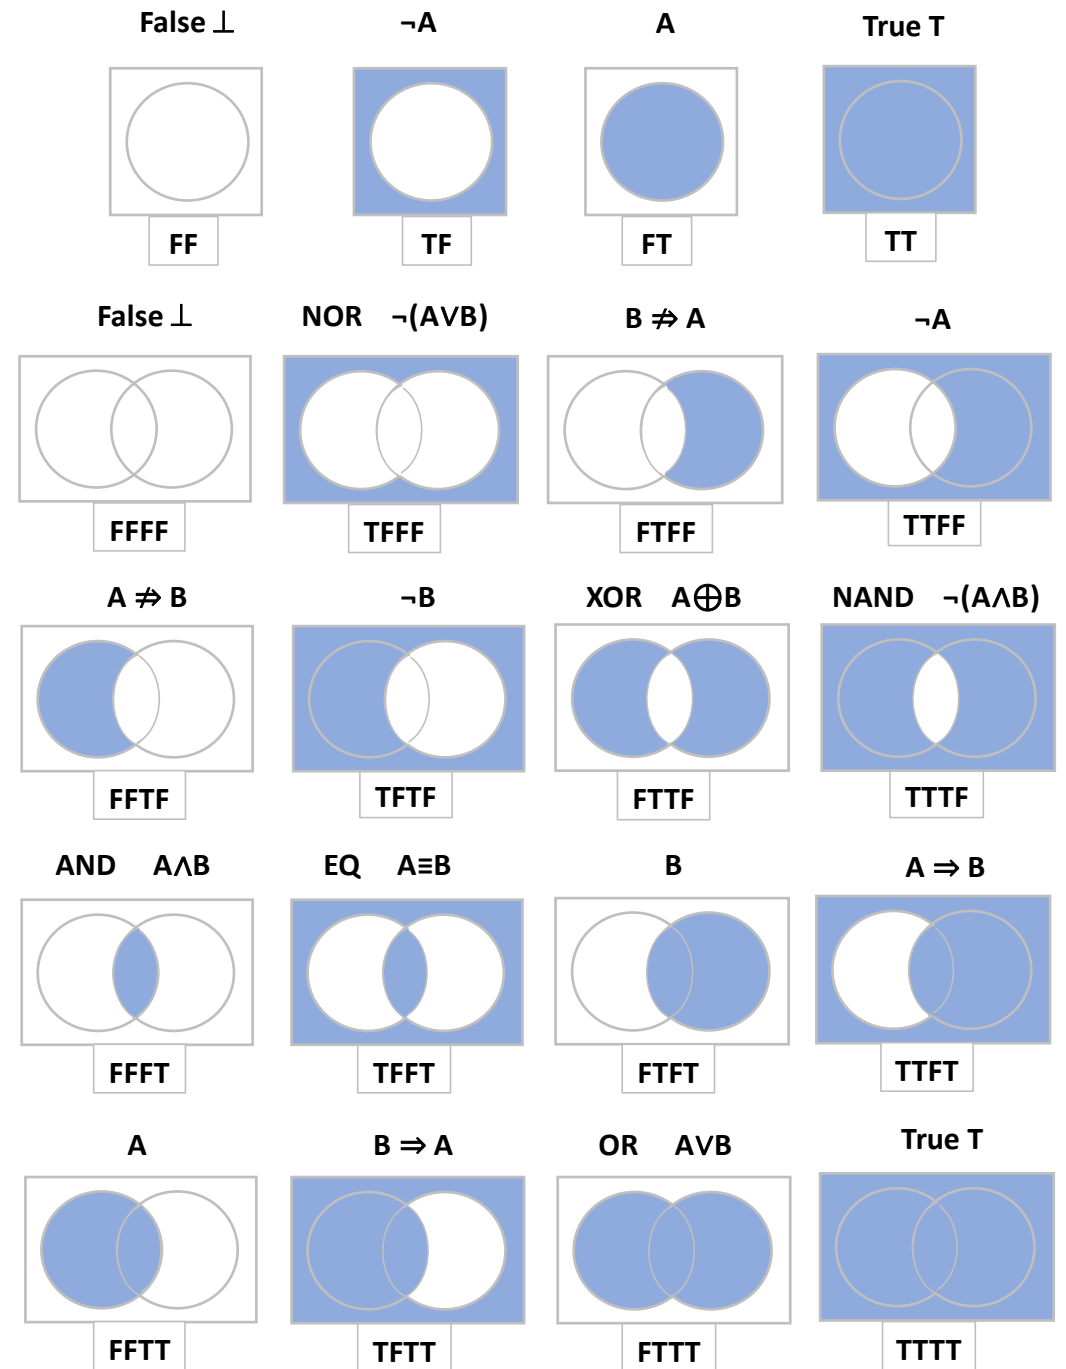 False ⊥ ¬A A True T
FF TF FT TT
False ⊥ NOR ¬(A∨B) B ⇏ A ¬A
FFFF TFFF FTFF TTFF
A ⇏ B ¬B XOR A⊕B NAND ¬(A∧B)
FFTF TFTF FTTF TTTF
AND A∧B EQ A≡B B A ⇒ B
FFFT TFFT FTFT TTFT
A B ⇒ A OR A∨B True T
FFTT TFTT FTTT TTTT